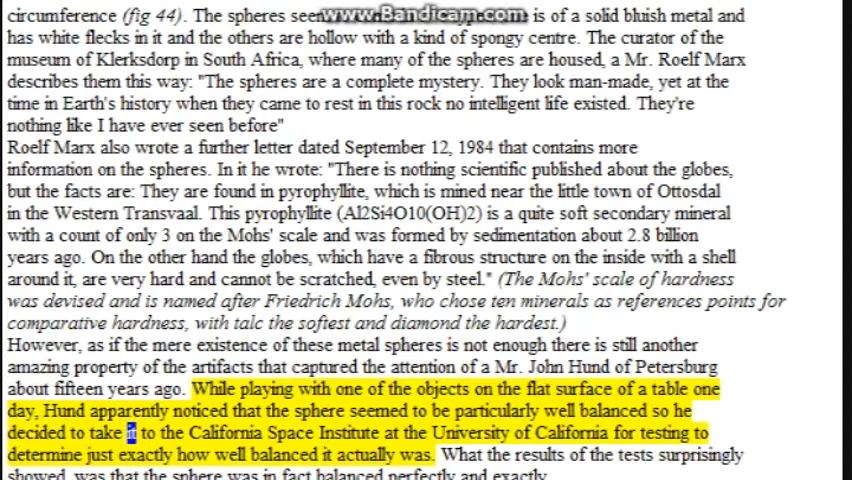 www.Bandicam.com
circumference (fig 44). The spheres seen is of a solid bluish metal and
has white flecks in it and the others are hollow with a kind of spongy centre. The curator of the
museum of Klerksdorp in South Africa, where many of the spheres are housed, a Mr. Roelf Marx
describes them this way: "The spheres are a complete mystery. They look man-made, yet at the
time in Earth's history when they came to rest in this rock no intelligent life existed. They're
nothing like I have ever seen before"
Roelf Marx also wrote a further letter dated September 12, 1984 that contains more
information on the spheres. In it he wrote: "There is nothing scientific published about the globes,
but the facts are: They are found in pyrophyllite, which is mined near the little town of Ottosdal
in the Western Transvaal. This pyrophyllite (Al2Si4O10(OH)2) is a quite soft secondary mineral
with a count of only 3 on the Mohs' scale and was formed by sedimentation about 2.8 billion
years ago. On the other hand the globes, which have a fibrous structure on the inside with a shell
around it, are very hard and cannot be scratched, even by steel." (The Mohs' scale of hardness
was devised and is named after Friedrich Mohs, who chose ten minerals as references points for
comparative hardness, with talc the softest and diamond the hardest.)
However, as if the mere existence of these metal spheres is not enough there is still another
amazing property of the artifacts that captured the attention of a Mr. John Hund of Petersburg
about fifteen years ago. While playing with one of the objects on the flat surface of a table one
day, Hund apparently noticed that the sphere seemed to be particularly well balanced so he
decided to take it to the California Space Institute at the University of California for testing to
determine just exactly how well balanced it actually was. What the results of the tests surprisingly
showed, was that the sphere was in fact balanced perfectly and exactly